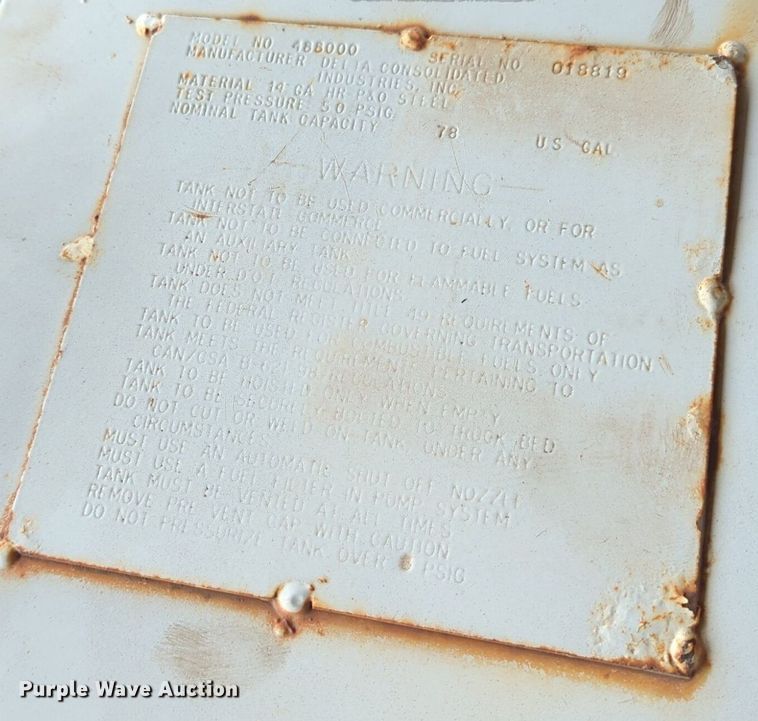 MODEL NO 488000 SERIAL NO 018819
MANUFACTURER DELTA CONSOLIDATED
INDUSTRIES, INC.
MATERIAL 14 GA HR P&O STEEL
TEST PRESSURE 5.0 PSIG
NOMINAL TANK CAPACITY 78 US GAL
WARNING
TANK NOT TO BE USED COMMERCIALLY, OR FOR
INTERSTATE COMMERCE
TANK NOT TO BE CONNECTED TO FUEL SYSTEM AS
AN AUXILIARY TANK
TANK NOT TO BE USED FOR FLAMMABLE FUELS
UNDER D.O.T. REGULATIONS
TANK DOES NOT MEET TITLE 49 REQUIREMENTS OF
THE FEDERAL REGISTER GOVERNING TRANSPORTATION
TANK TO BE USED FOR COMBUSTIBLE FUELS ONLY
TANK MEETS THE REQUIREMENTS PERTAINING TO
CAN/CSA REGULATIONS
TANK TO BE HOISTED ONLY WHEN EMPTY
TANK TO BE SECURELY BOLTED TO TRUCK BED
DO NOT CUT OR WELD ON TANK UNDER ANY
CIRCUMSTANCES
MUST USE AN AUTOMATIC SHUT OFF NOZZLE
MUST USE A FUEL FILTER IN PUMP SYSTEM
TANK MUST BE VENTED AT ALL TIMES
REMOVE PRE VENT CAP WITH CAUTION
DO NOT PRESSURIZE TANK OVER PSIG
Purple Wave Auction